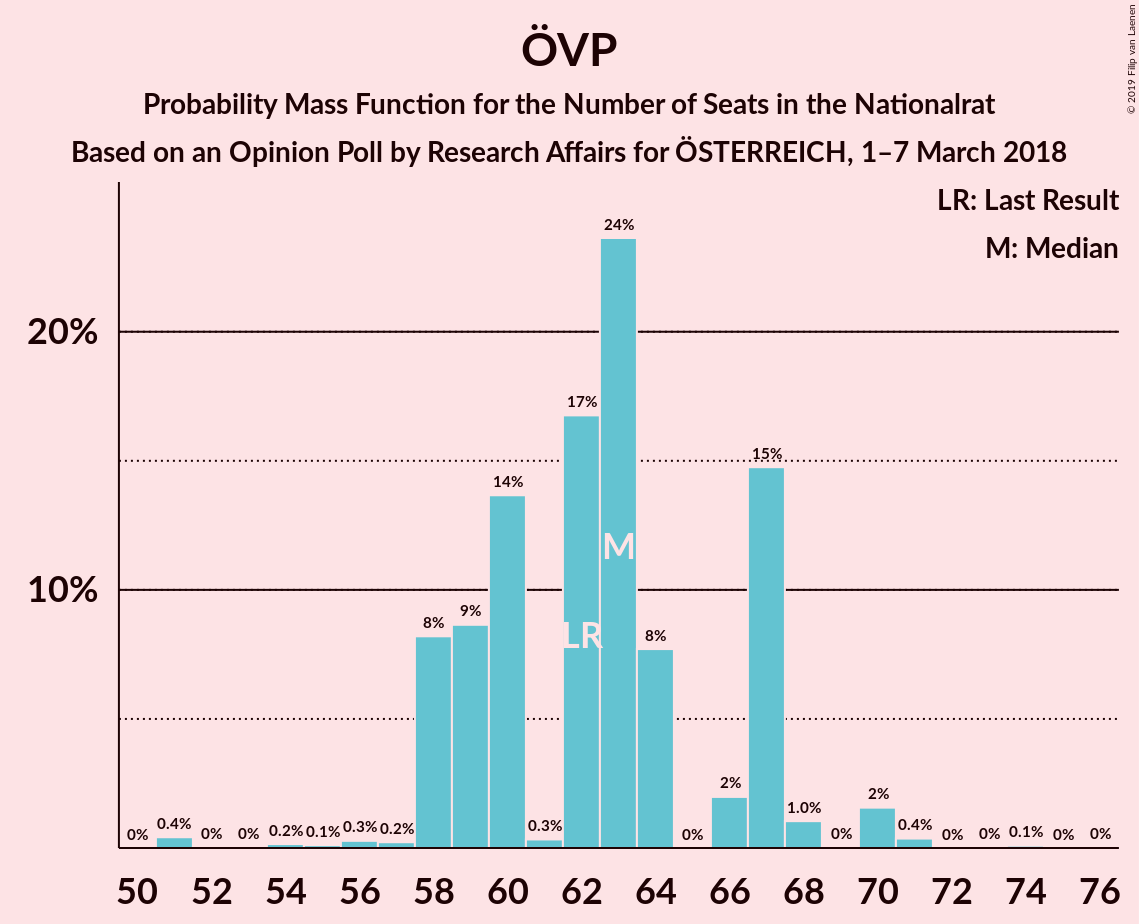 ÖVP
Probability Mass Function for the Number of Seats in the Nationalrat
Based on an Opinion Poll by Research Affairs for ÖSTERREICH, 1–7 March 2018
© 2019 Filip van Laenen
LR: Last Result
M: Median
20%
10%
0% 0.4% 0% 0% 0.2% 0.1% 0.3% 0.2% 8% 9% 14% 0.3% 17% 24% 8% 0% 2% 15% 1.0% 0% 2% 0.4% 0% 0% 0.1% 0% 0%
M
LR
50 52 54 56 58 60 62 64 66 68 70 72 74 76